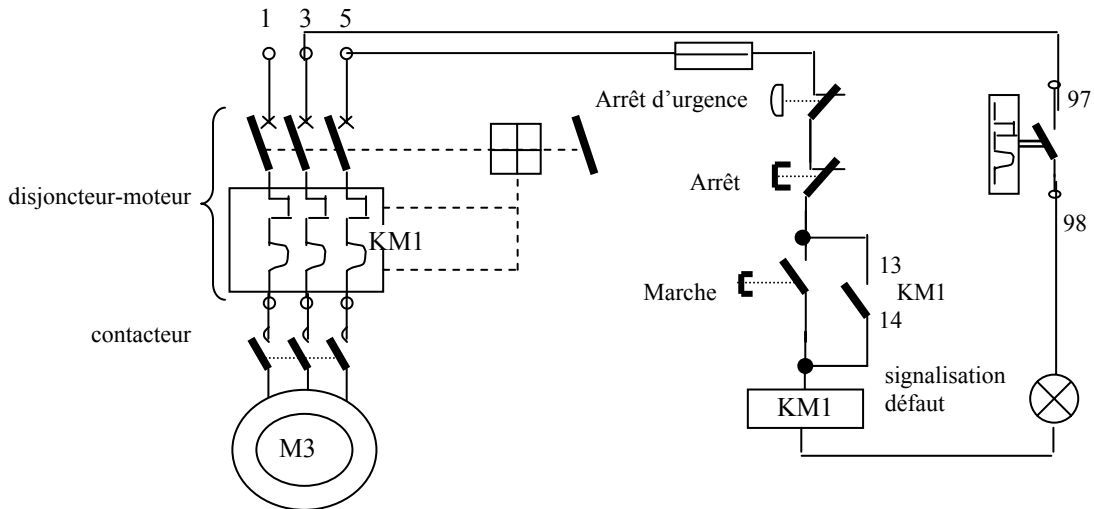 1 3 5
Arrêt d’urgence
97
disjoncteur-moteur
Arrêt
98
KM1
13
Marche
KM1
14
contacteur
signalisation
défaut
KM1
M3